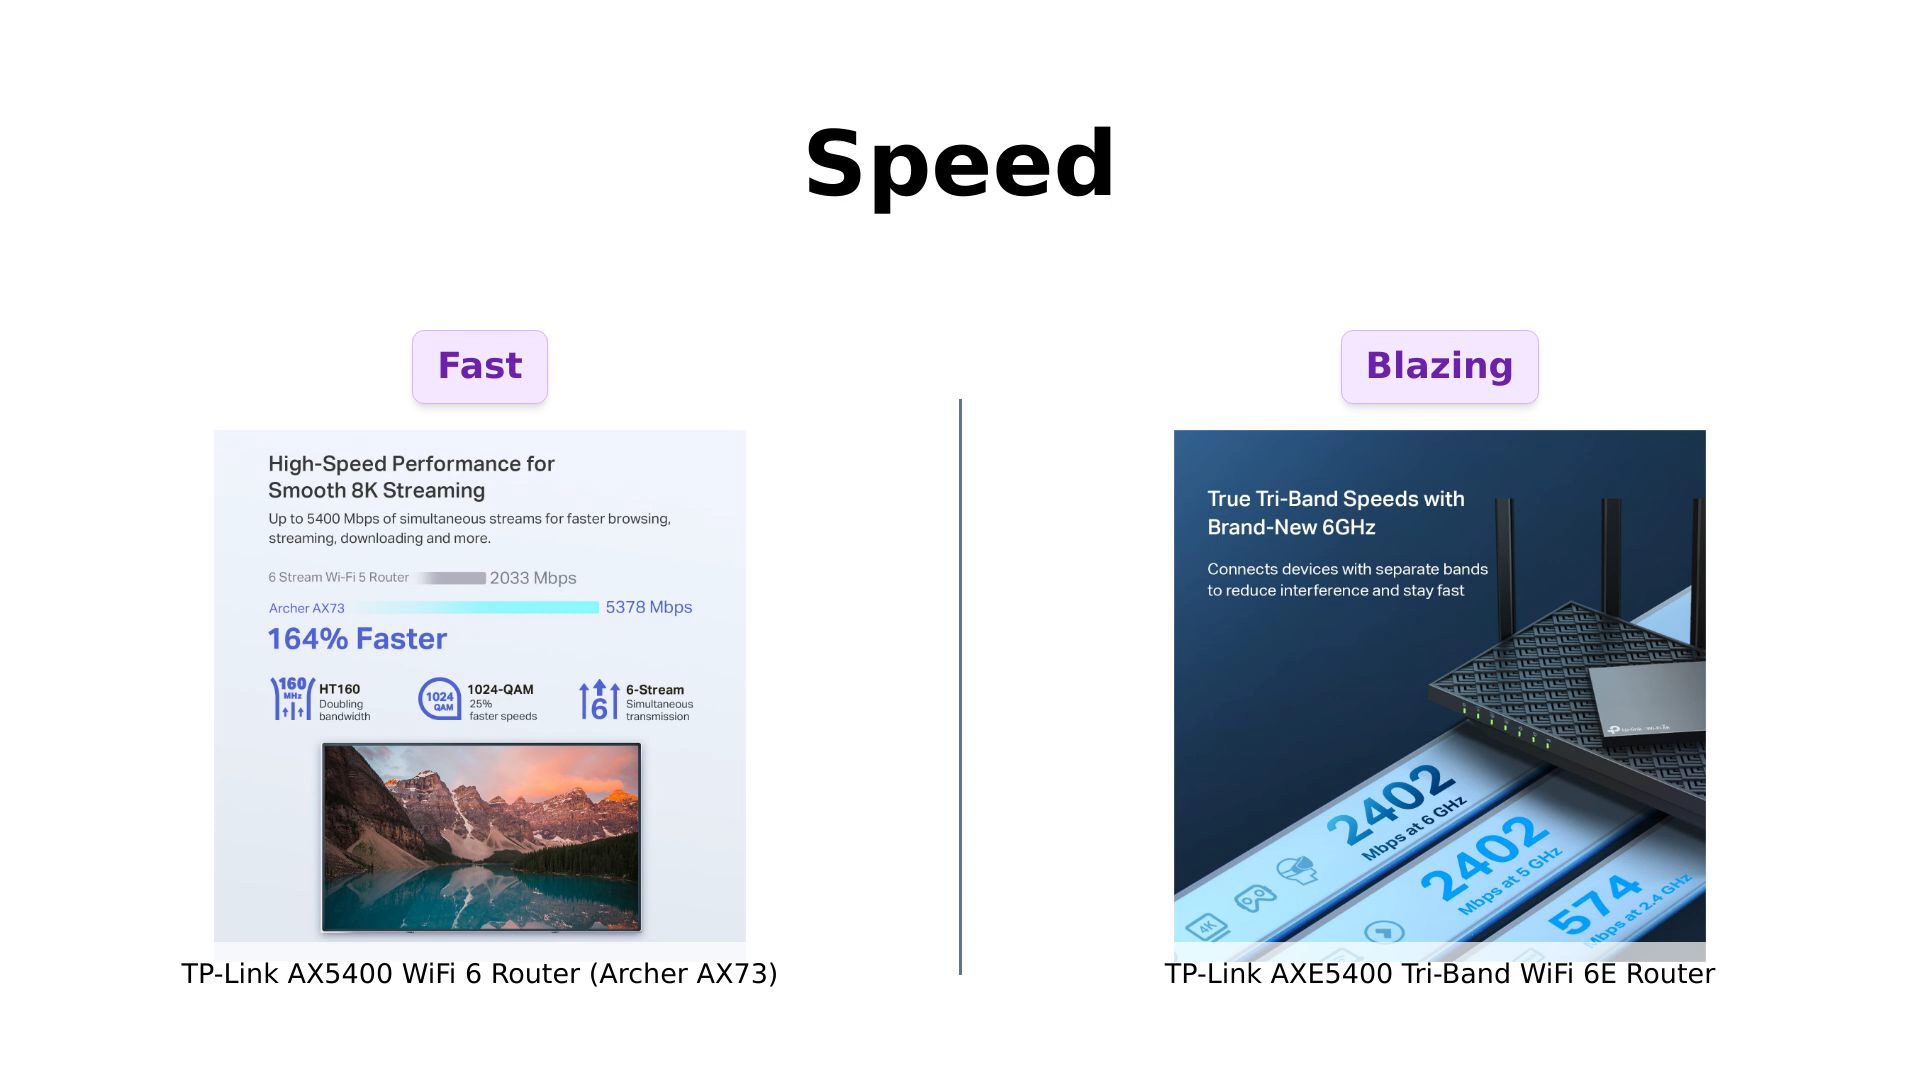 Speed
Fast
High-Speed Performance for
Smooth 8K Streaming
Up to 5400 Mbps of simultaneous streams for faster browsing,
streaming, downloading and more.
6 Stream Wi-Fi 5 Router 2033 Mbps
Archer AX73 5378 Mbps
164% Faster
160 MHz
HT160
Doubling
bandwidth
1024 QAM
1024-QAM
25%
faster speeds
6
6-Stream
Simultaneous
transmission
TP-Link AX5400 WiFi 6 Router (Archer AX73)
Blazing
True Tri-Band Speeds with
Brand-New 6GHz
Connects devices with separate bands
to reduce interference and stay fast
tp-link
2402
Mbps at 6 GHz
2402
Mbps at 5 GHz
574
Mbps at 2.4 GHz
4K
TP-Link AXE5400 Tri-Band WiFi 6E Router